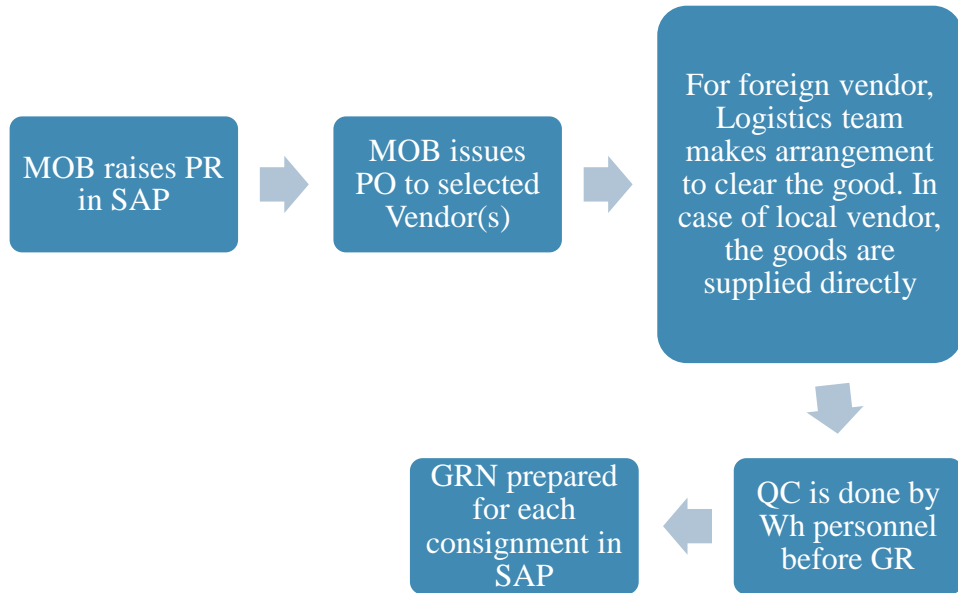 MOB raises PR
in SAP
MOB issues
PO to selected
Vendor(s)
For foreign vendor,
Logistics team
makes arrangement
to clear the good. In
case of local vendor,
the goods are
supplied directly
QC is done by
Wh personnel
before GR
GRN prepared
for each
consignment in
SAP